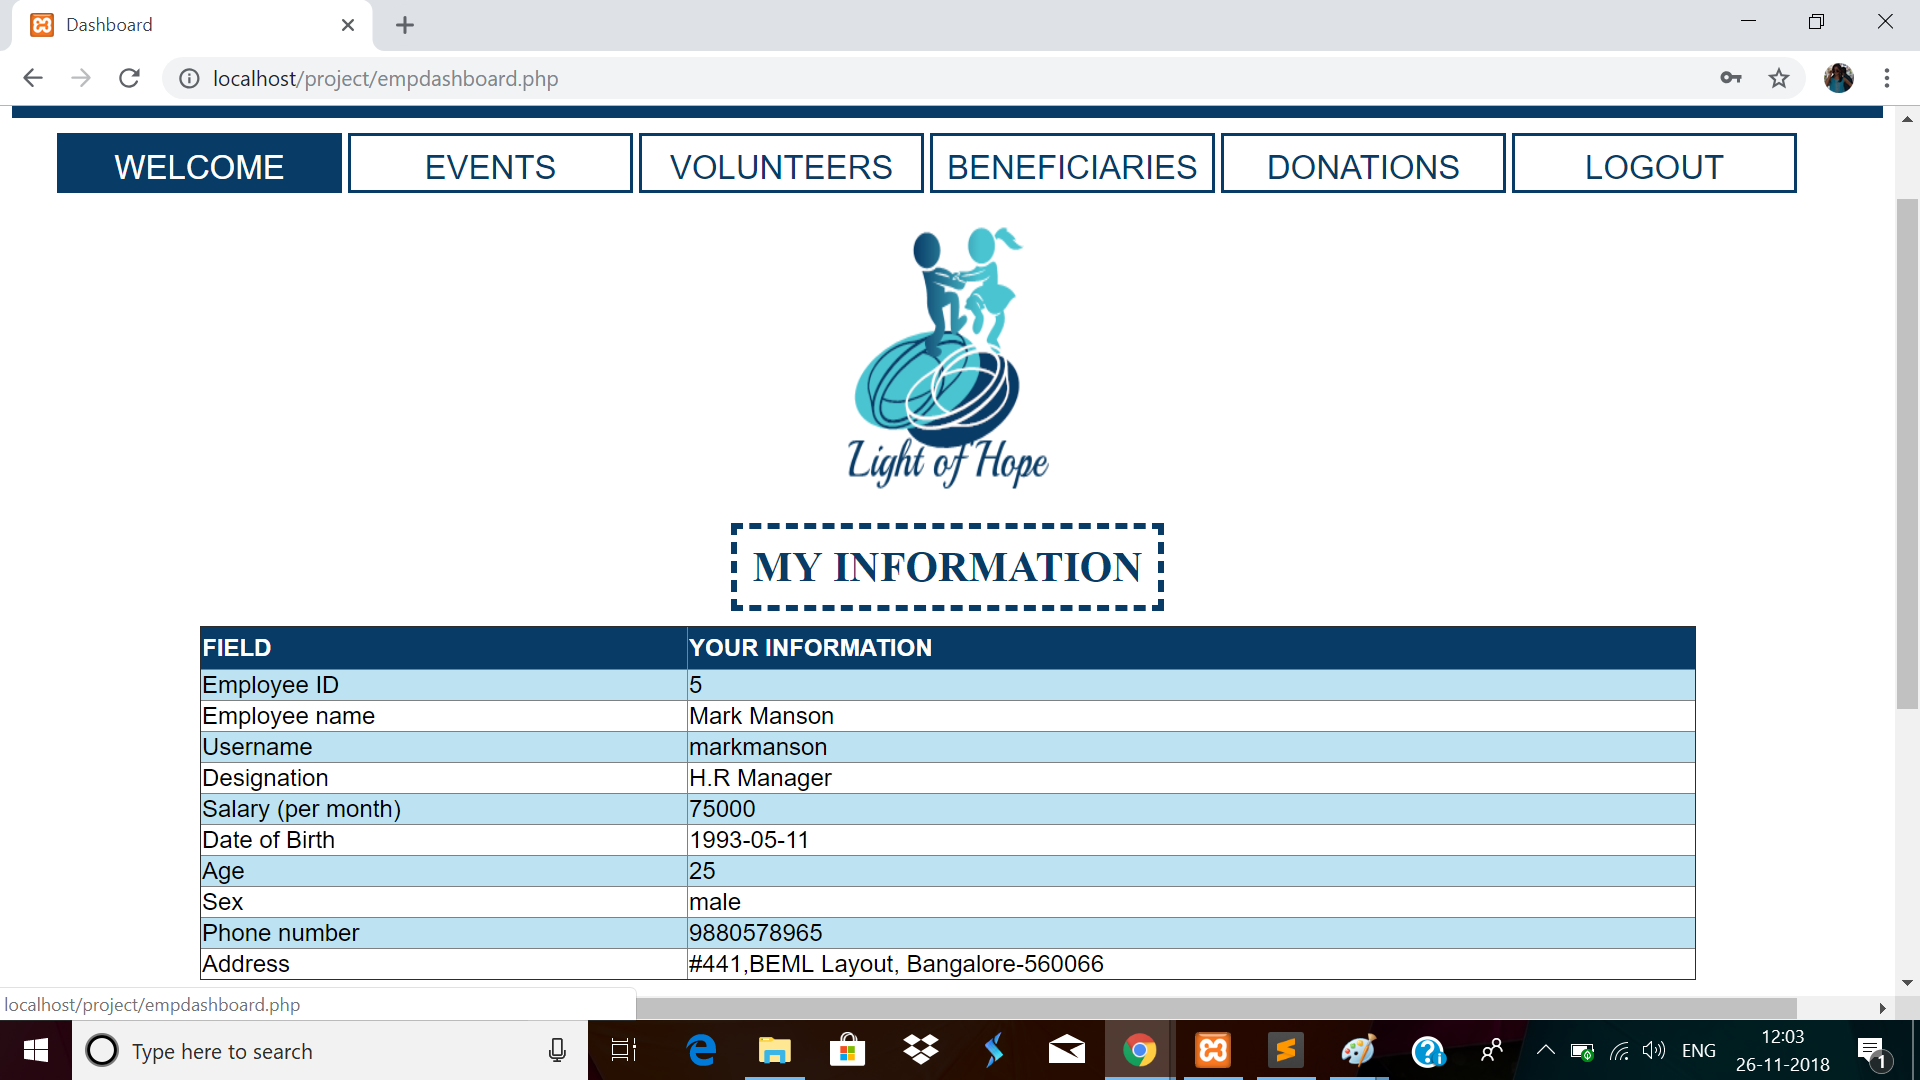 Dashboard
localhost/project/empdashboard.php
WELCOME EVENTS VOLUNTEERS BENEFICIARIES DONATIONS LOGOUT
Light of Hope
MY INFORMATION
FIELD YOUR INFORMATION
Employee ID 5
Employee name Mark Manson
Username markmanson
Designation H.R Manager
Salary (per month) 75000
Date of Birth 1993-05-11
Age 25
Sex male
Phone number 9880578965
Address #441,BEML Layout, Bangalore-560066
localhost/project/empdashboard.php
Type here to search
ENG
12:03
26-11-2018
1